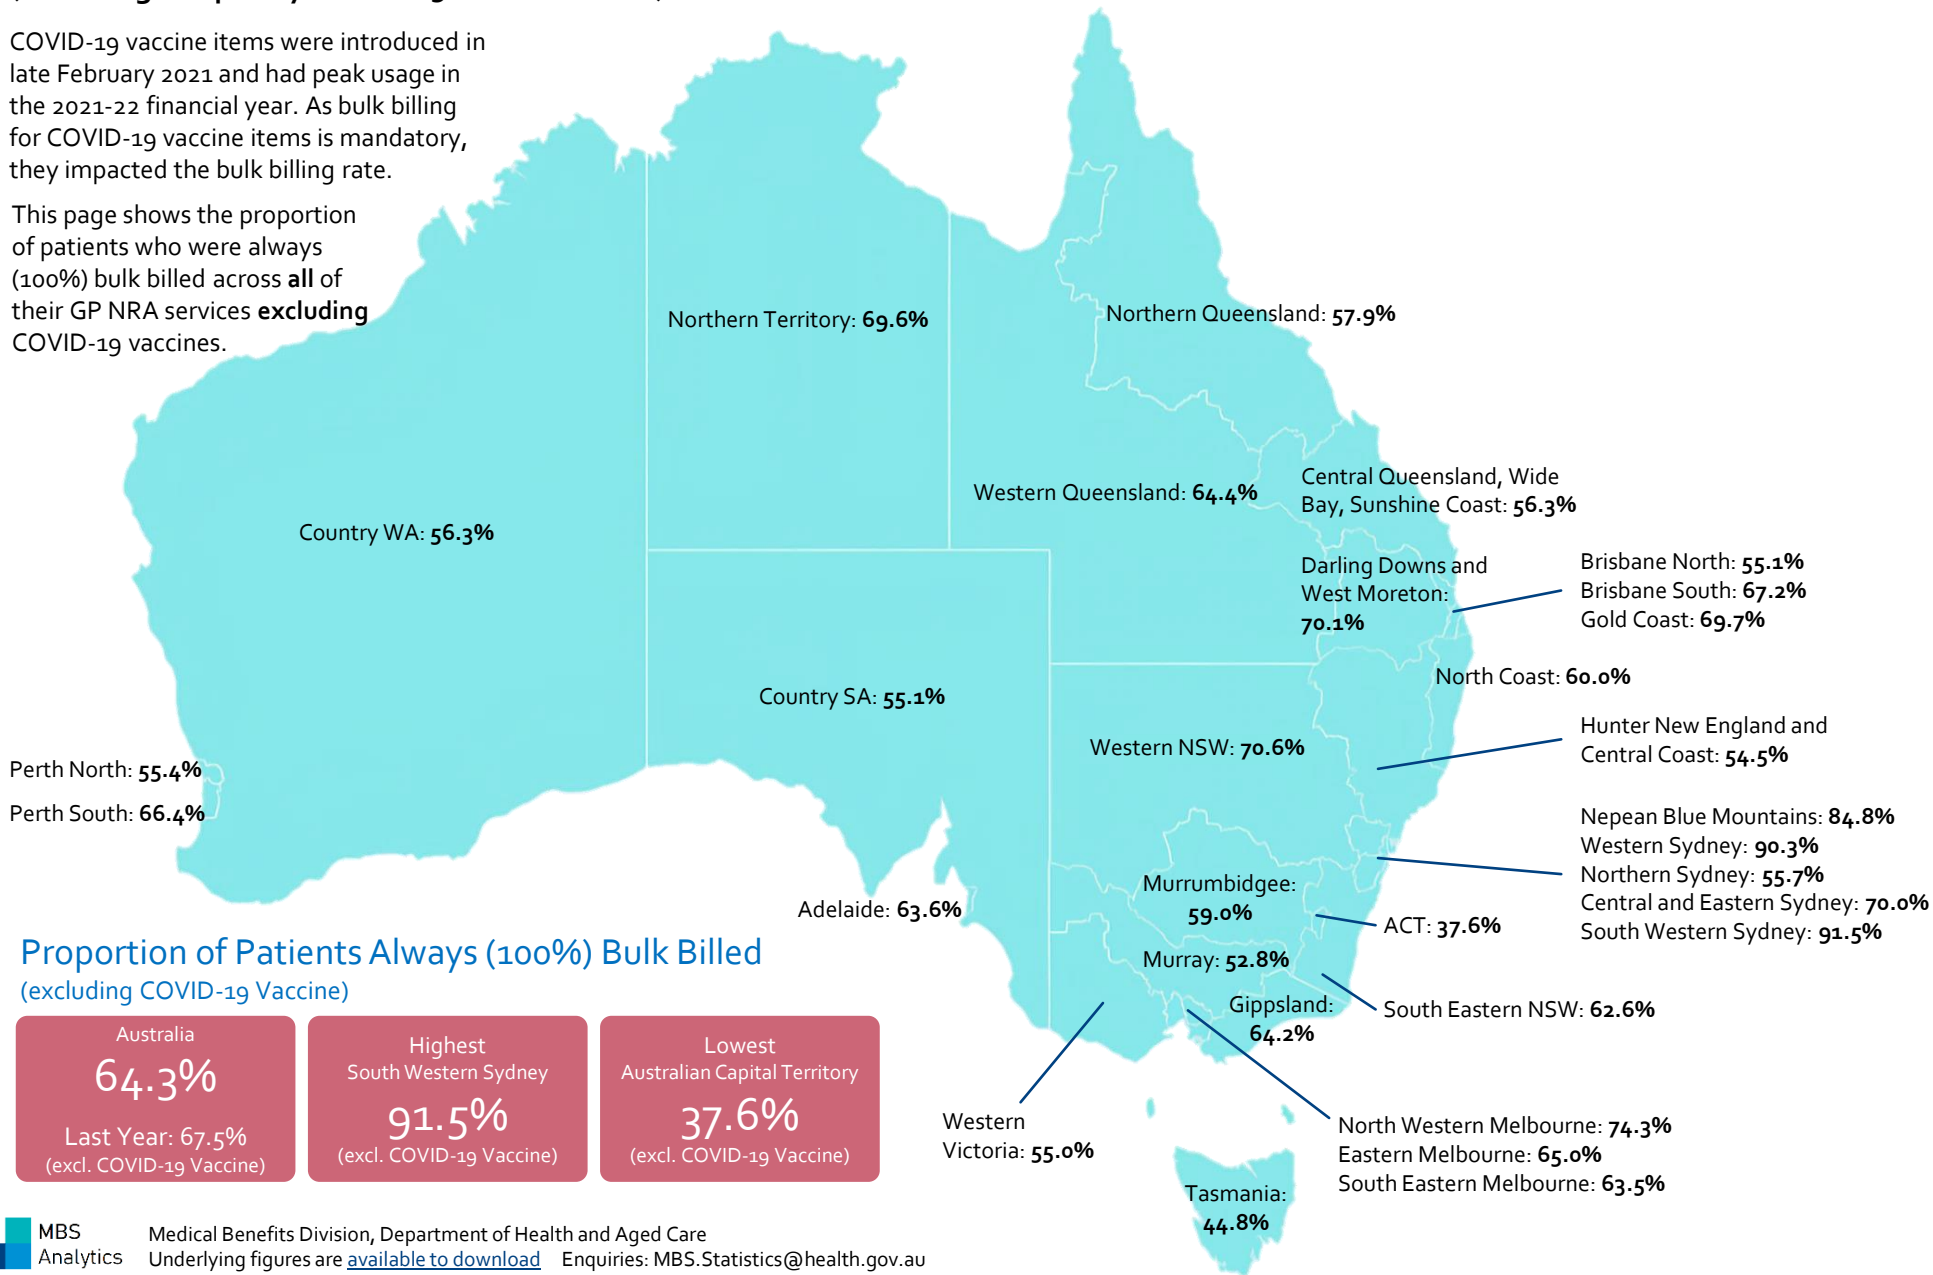 COVID-19 vaccine items were introduced in
late February 2021 and had peak usage in
the 2021-22 financial year. As bulk billing
for COVID-19 vaccine items is mandatory,
they impacted the bulk billing rate.
This page shows the proportion
of patients who were always
(100%) bulk billed across all of
their GP NRA services excluding
COVID-19 vaccines.
Northern Territory: 69.6%
Northern Queensland: 57.9%
Western Queensland: 64.4%
Central Queensland, Wide
Bay, Sunshine Coast: 56.3%
Country WA: 56.3%
Darling Downs and
West Moreton:
70.1%
Brisbane North: 55.1%
Brisbane South: 67.2%
Gold Coast: 69.7%
Country SA: 55.1%
North Coast: 60.0%
Western NSW: 70.6%
Hunter New England and
Central Coast: 54.5%
Perth North: 55.4%
Perth South: 66.4%
Nepean Blue Mountains: 84.8%
Western Sydney: 90.3%
Northern Sydney: 55.7%
Central and Eastern Sydney: 70.0%
South Western Sydney: 91.5%
Murrumbidgee:
59.0%
Adelaide: 63.6%
ACT: 37.6%
Murray: 52.8%
Gippsland:
64.2%
South Eastern NSW: 62.6%
Proportion of Patients Always (100%) Bulk Billed
(excluding COVID-19 Vaccine)
Australia
64.3%
Last Year: 67.5%
(excl. COVID-19 Vaccine)
Highest
South Western Sydney
91.5%
(excl. COVID-19 Vaccine)
Lowest
Australian Capital Territory
37.6%
(excl. COVID-19 Vaccine)
Western
Victoria: 55.0%
North Western Melbourne: 74.3%
Eastern Melbourne: 65.0%
South Eastern Melbourne: 63.5%
Tasmania:
44.8%
MBS
Analytics
Medical Benefits Division, Department of Health and Aged Care
Underlying figures are available to download Enquiries: MBS.Statistics@health.gov.au